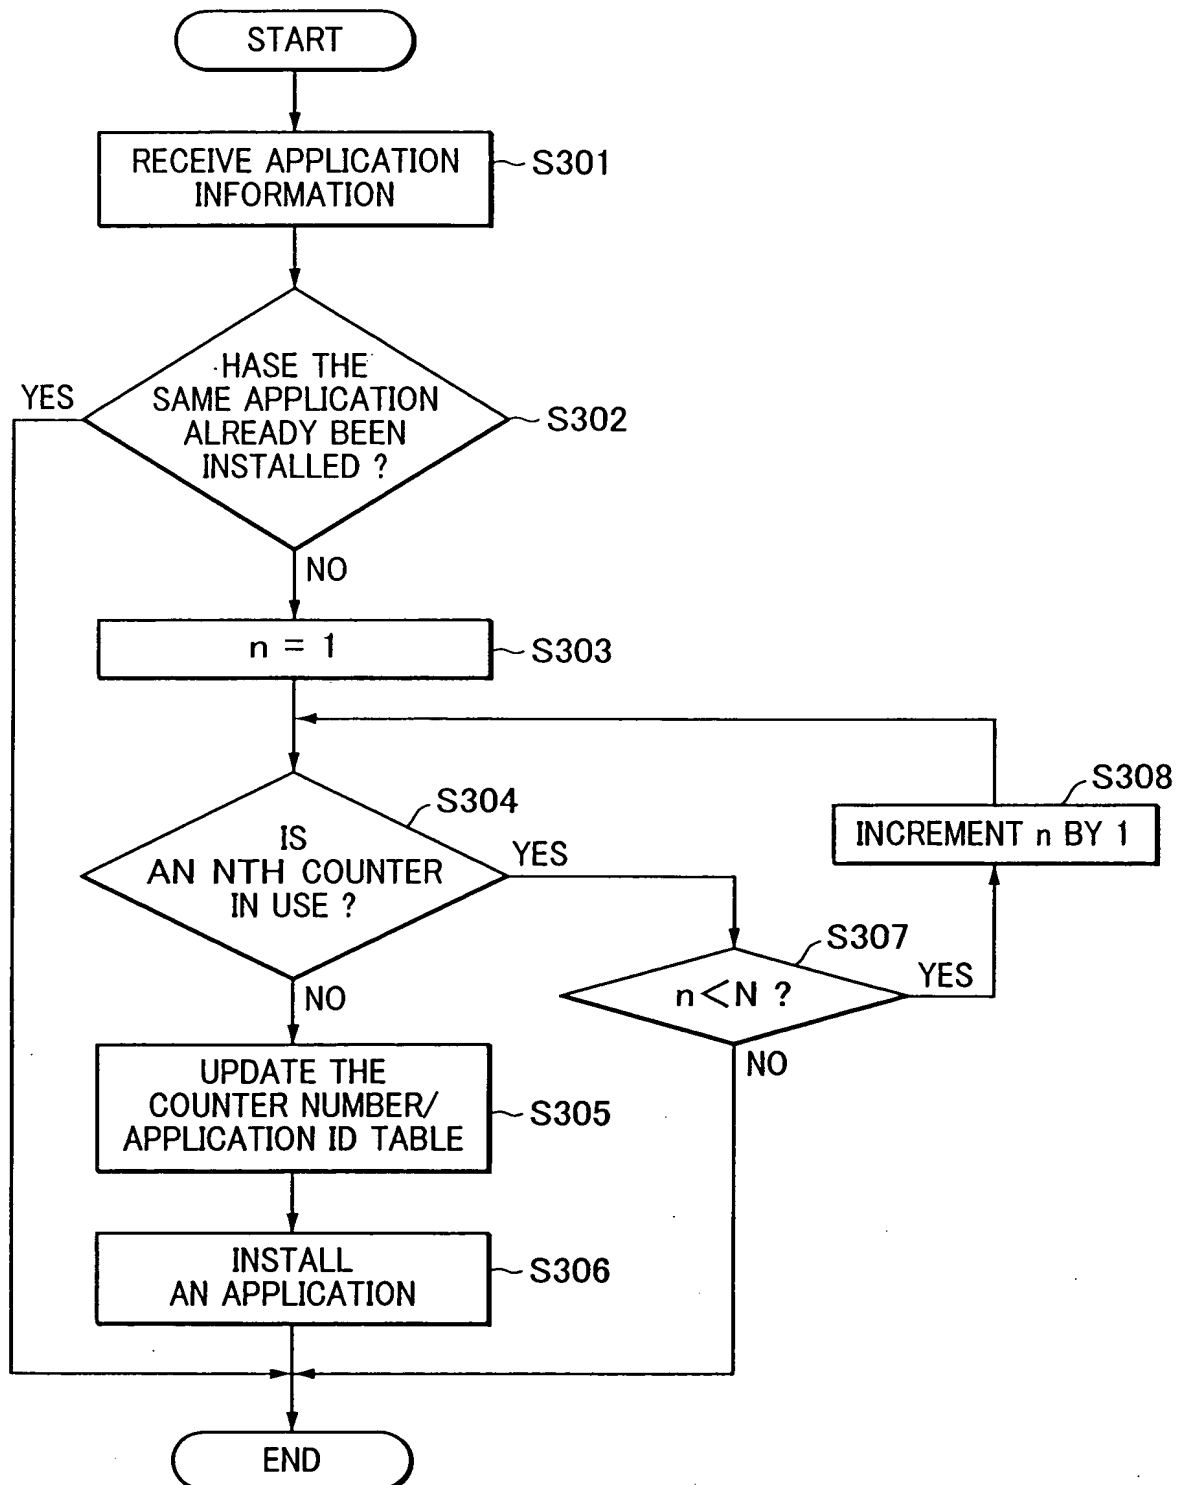 START
RECEIVE APPLICATION
INFORMATION
S301
HASE THE
SAME APPLICATION
ALREADY BEEN
INSTALLED ?
YES
S302
NO
n = 1
S303
S304
IS
AN NTH COUNTER
IN USE ?
YES
S308
INCREMENT n BY 1
S307
n<N ?
YES
NO
NO
UPDATE THE
COUNTER NUMBER/
APPLICATION ID TABLE
S305
INSTALL
AN APPLICATION
S306
END